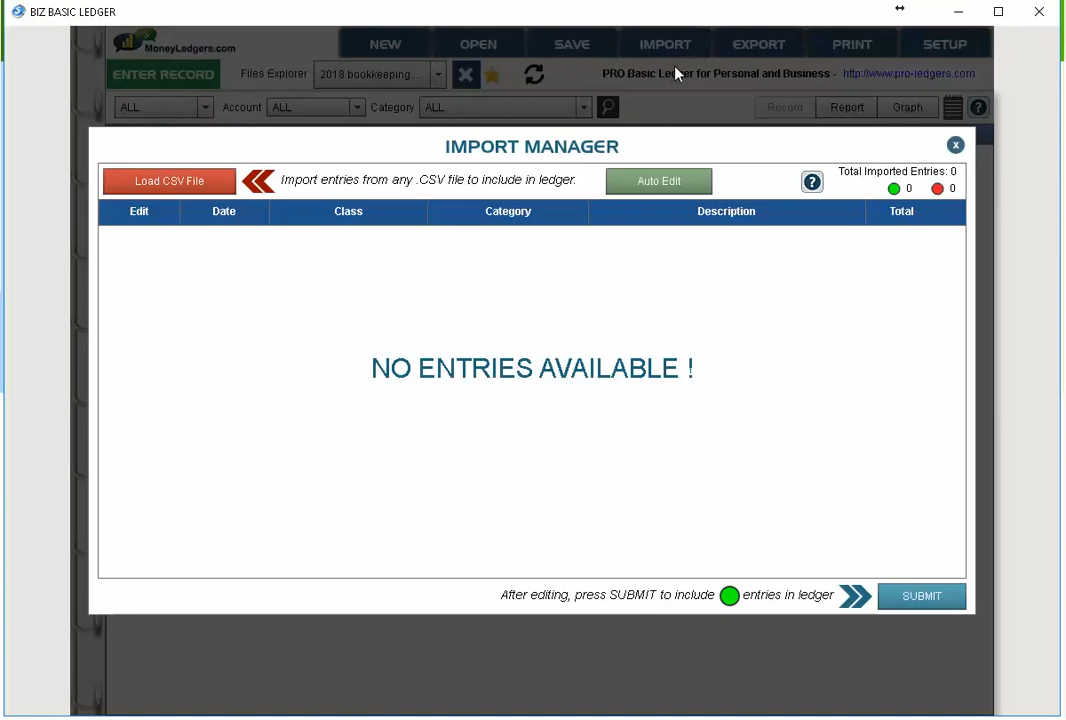 BIZ BASIC LEDGER
MoneyLedgers.com
NEW OPEN SAVE IMPORT EXPORT PRINT SETUP
ENTER RECORD Files Explorer 2018 bookkeeping... PRO Basic Ledger for Personal and Business - http://www.pro-ledgers.com
ALL Account ALL Category ALL Record Report Graph ?
IMPORT MANAGER x
Load CSV File Import entries from any .CSV file to include in ledger. Auto Edit ? Total Imported Entries: 0
0 0
Edit Date Class Category Description Total
NO ENTRIES AVAILABLE !
After editing, press SUBMIT to include entries in ledger SUBMIT